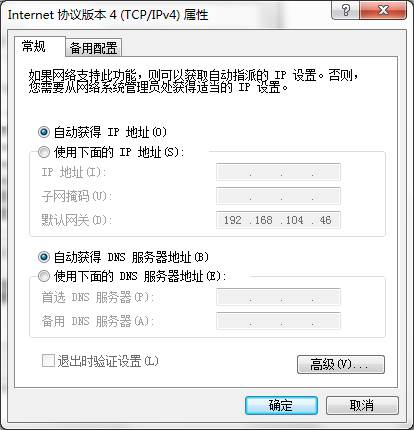 Internet 协议版本 4 (TCP/IPv4) 属性
常规
备用配置
如果网络支持此功能，则可以获取自动指派的 IP 设置。否则，
您需要从网络系统管理员处获得适当的 IP 设置。
自动获得 IP 地址(O)
使用下面的 IP 地址(S):
IP 地址(I):
子网掩码(U):
默认网关(D):
192 .168 .104 .46
自动获得 DNS 服务器地址(B)
使用下面的 DNS 服务器地址(E):
首选 DNS 服务器(P):
备用 DNS 服务器(A):
退出时验证设置(L)
高级(V)...
确定
取消